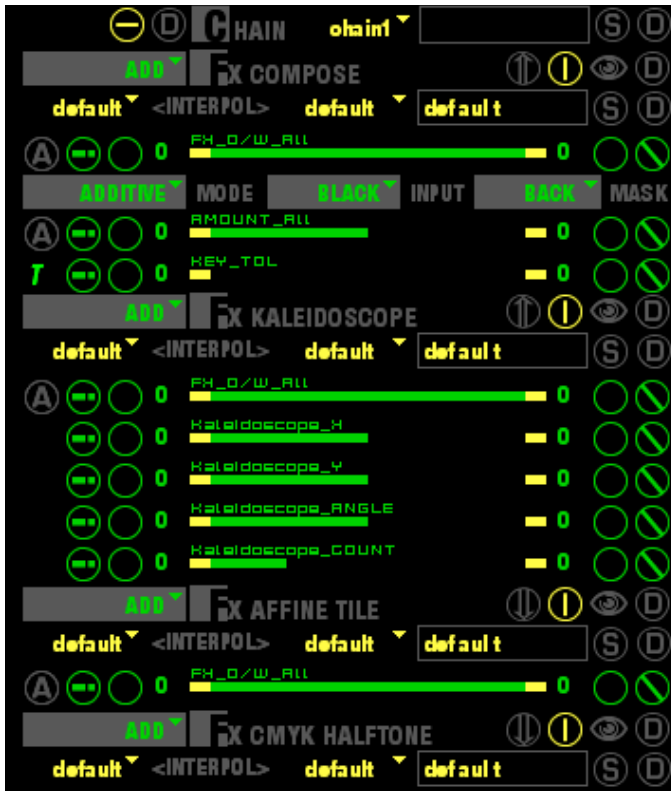 D CHAIN chain1 S D
ADD FX COMPOSE D
default <INTERPOL> default default S D
A 0 FX_D/W_All 0
ADDITIVE MODE BLACK INPUT BACK MASK
A 0 AMOUNT_All 0
T 0 KEY_TOL 0
ADD FX KALEIDOSCOPE D
default <INTERPOL> default default S D
A 0 FX_D/W_All 0
0 Kaleidoscope_X 0
0 Kaleidoscope_Y 0
0 Kaleidoscope_ANGLE 0
0 Kaleidoscope_COUNT 0
ADD FX AFFINE TILE D
default <INTERPOL> default default S D
A 0 FX_D/W_All 0
ADD FX CMYK HALFTONE D
default <INTERPOL> default default S D